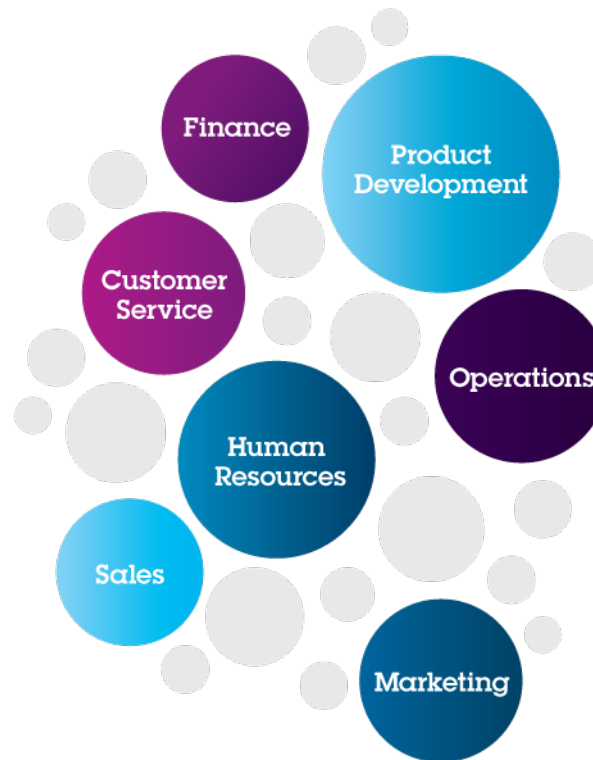 Finance
Product
Development
Customer
Service
Operations
Human
Resources
Sales
Marketing